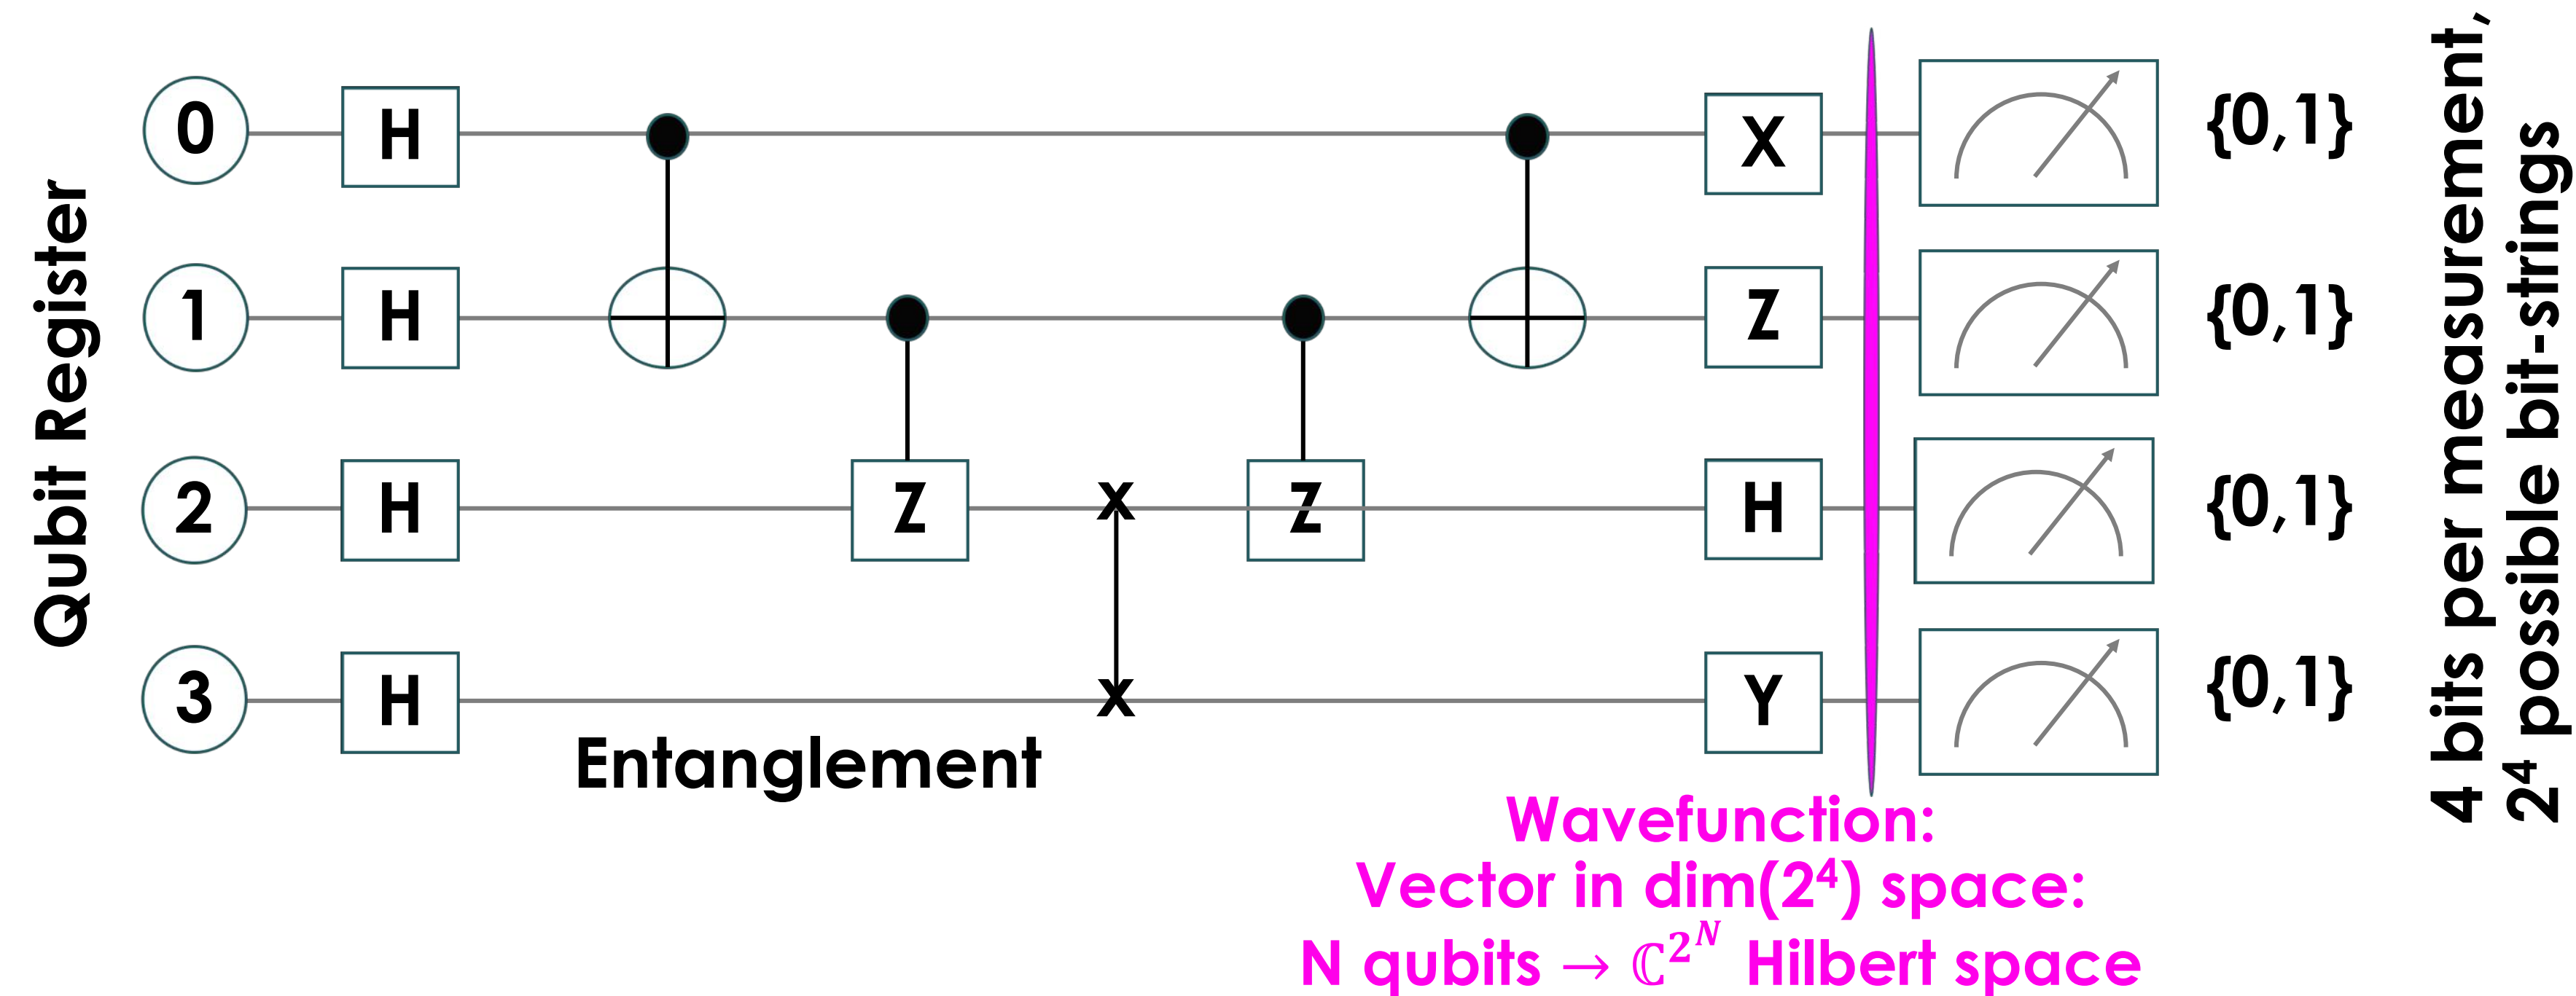 Qubit Register
0 H X {0,1}
1 H Z {0,1}
2 H Z X Z H {0,1}
3 H X Y {0,1}
Entanglement
Wavefunction:
Vector in dim(2⁴) space:
N qubits → ℂ^2^N Hilbert space
4 bits per measurement,
2⁴ possible bit-strings